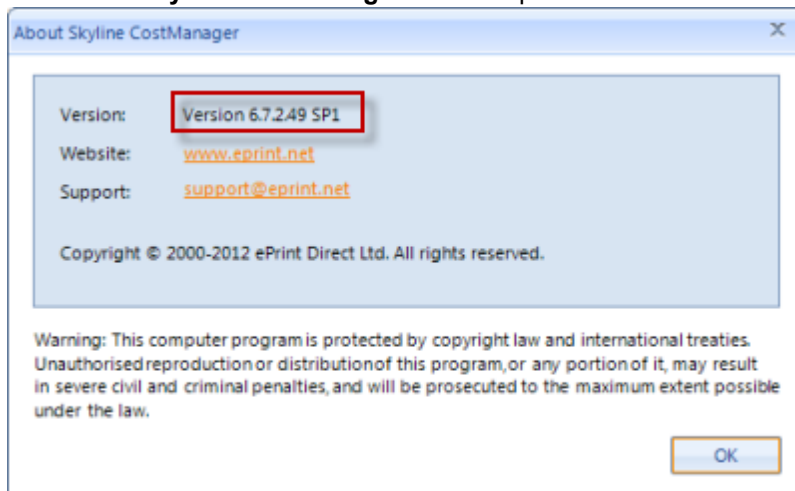 About Skyline CostManager
Version: Version 6.7.2.49 SP1
Website: www.eprint.net
Support: support@eprint.net
Copyright © 2000-2012 ePrint Direct Ltd. All rights reserved.
Warning: This computer program is protected by copyright law and international treaties.
Unauthorised reproduction or distribution of this program, or any portion of it, may result
in severe civil and criminal penalties, and will be prosecuted to the maximum extent possible
under the law.
OK